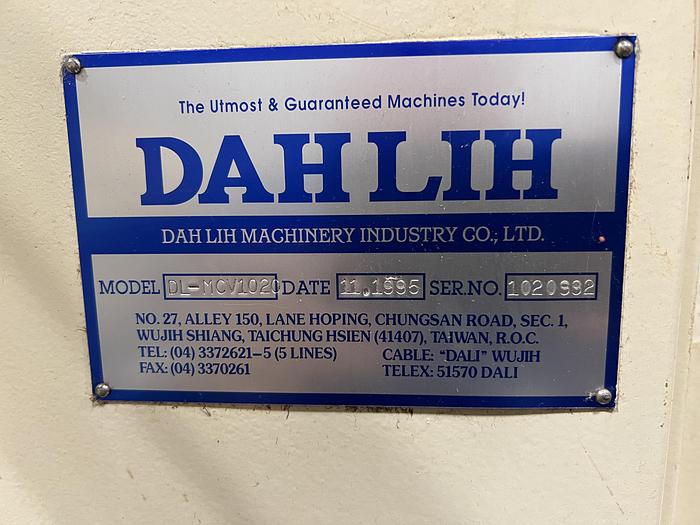 The Utmost & Guaranteed Machines Today!
DAH LIH
DAH LIH MACHINERY INDUSTRY CO., LTD.
MODEL DL-MCV1020 DATE 11.1995 SER.NO. 1020992
NO. 27, ALLEY 150, LANE HOPING, CHUNGSAN ROAD, SEC. 1,
WUJIH SHIANG, TAICHUNG HSIEN (41407), TAIWAN, R.O.C.
TEL: (04) 3372621-5 (5 LINES) CABLE: "DALI" WUJIH
FAX: (04) 3370261 TELEX: 51570 DALI